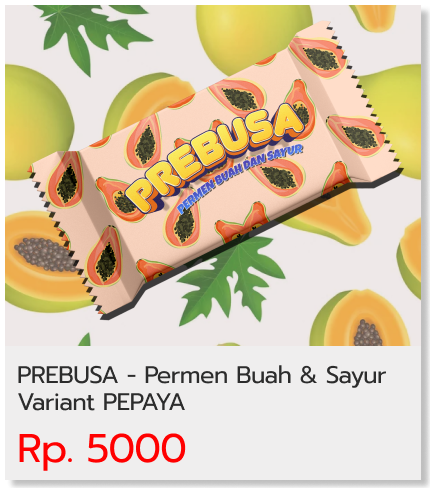 PREBUSA
PERMEN BUAH DAN SAYUR
PREBUSA - Permen Buah & Sayur
Variant PEPAYA
Rp. 5000